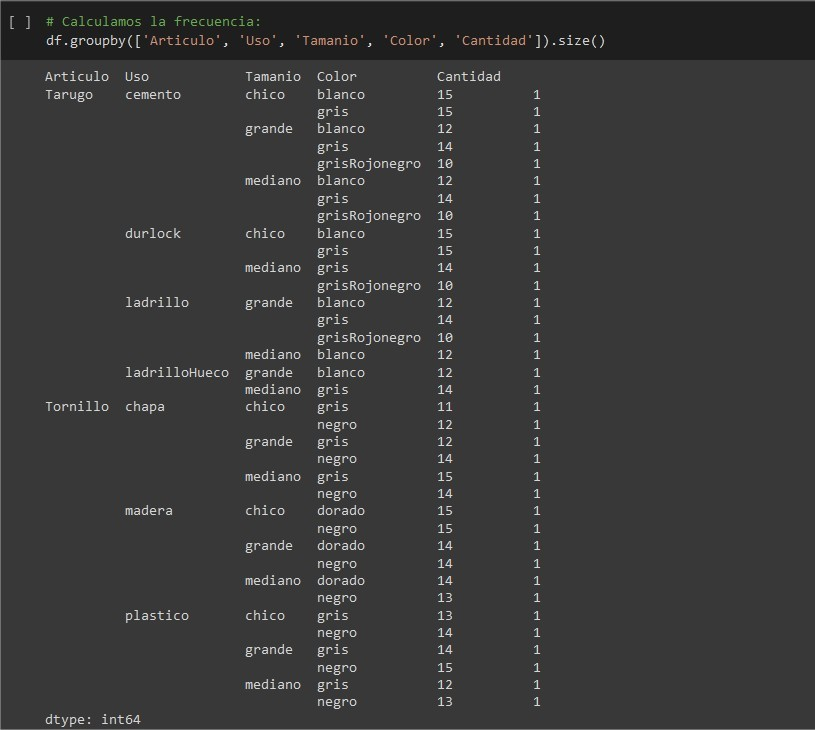 [ ] # Calculamos la frecuencia:
df.groupby(['Articulo', 'Uso', 'Tamanio', 'Color', 'Cantidad']).size()
Articulo Uso Tamanio Color Cantidad
Tarugo cemento chico blanco 15 1
gris 15 1
grande blanco 12 1
gris 14 1
grisRojonegro 10 1
mediano blanco 12 1
gris 14 1
grisRojonegro 10 1
durlock chico blanco 15 1
gris 15 1
mediano gris 14 1
grisRojonegro 10 1
ladrillo grande blanco 12 1
gris 14 1
grisRojonegro 10 1
mediano blanco 12 1
ladrilloHueco grande blanco 12 1
mediano gris 14 1
Tornillo chapa chico gris 11 1
negro 12 1
grande gris 12 1
negro 14 1
mediano gris 15 1
negro 14 1
madera chico dorado 15 1
negro 15 1
grande dorado 14 1
negro 14 1
mediano dorado 14 1
negro 13 1
plastico chico gris 13 1
negro 14 1
grande gris 14 1
negro 15 1
mediano gris 12 1
negro 13 1
dtype: int64